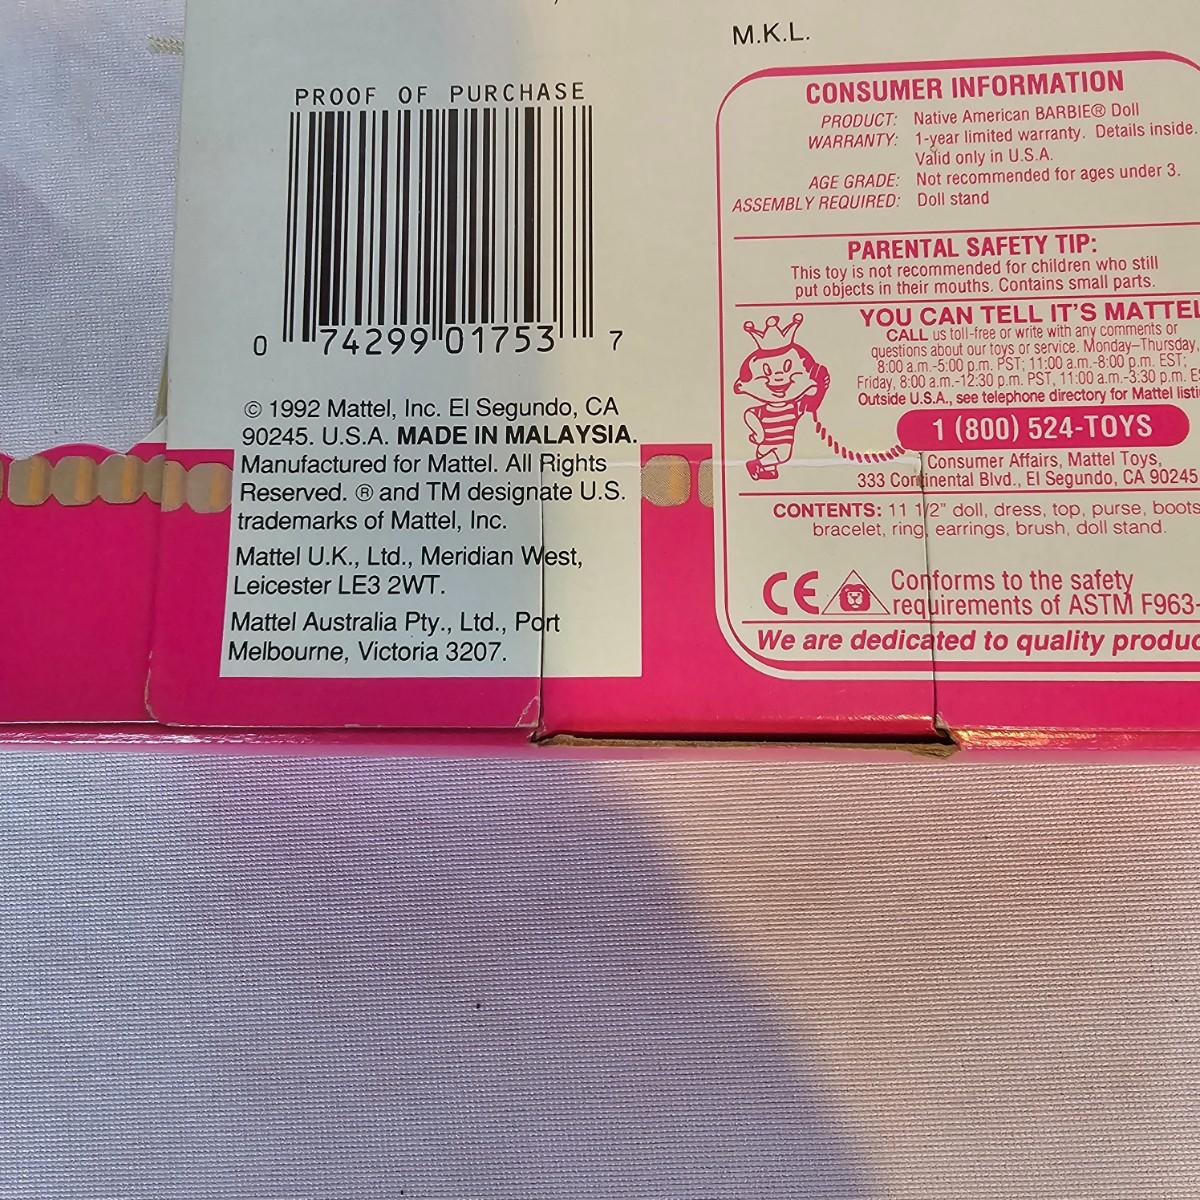 M.K.L.
PROOF OF PURCHASE
0 74299 01753 7
© 1992 Mattel, Inc. El Segundo, CA
90245. U.S.A. MADE IN MALAYSIA.
Manufactured for Mattel. All Rights
Reserved. ® and TM designate U.S.
trademarks of Mattel, Inc.
Mattel U.K., Ltd., Meridian West,
Leicester LE3 2WT.
Mattel Australia Pty., Ltd., Port
Melbourne, Victoria 3207.
CONSUMER INFORMATION
PRODUCT: Native American BARBIE® Doll
WARRANTY: 1-year limited warranty. Details inside.
Valid only in U.S.A.
AGE GRADE: Not recommended for ages under 3.
ASSEMBLY REQUIRED: Doll stand
PARENTAL SAFETY TIP:
This toy is not recommended for children who still
put objects in their mouths. Contains small parts.
YOU CAN TELL IT'S MATTEL
CALL us toll-free or write with any comments or
questions about our toys or service. Monday–Thursday,
8:00 a.m.-5:00 p.m. PST; 11:00 a.m.-8:00 p.m. EST;
Friday, 8:00 a.m.-12:30 p.m. PST, 11:00 a.m.-3:30 p.m. ES
Outside U.S.A., see telephone directory for Mattel listi
1 (800) 524-TOYS
Consumer Affairs, Mattel Toys,
333 Continental Blvd., El Segundo, CA 90245
CONTENTS: 11 1/2" doll, dress, top, purse, boots
bracelet, ring, earrings, brush, doll stand.
CE Conforms to the safety
requirements of ASTM F963-
We are dedicated to quality produc